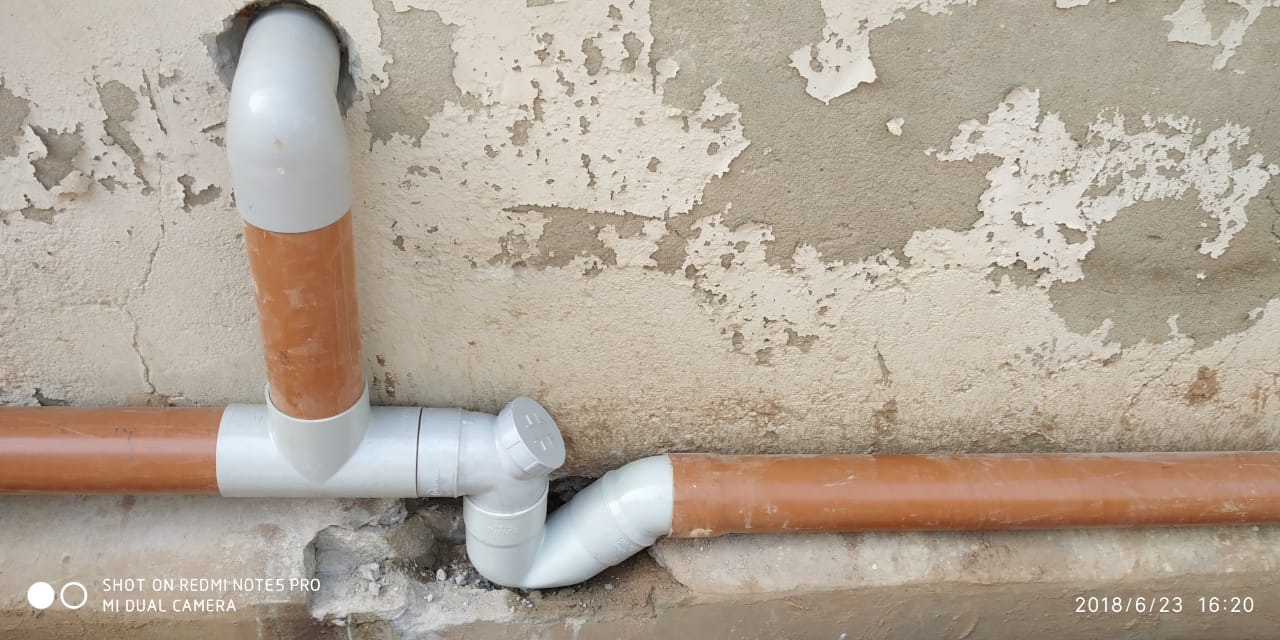 SHOT ON REDMI NOTE5 PRO
MI DUAL CAMERA
2018/6/23 16:20